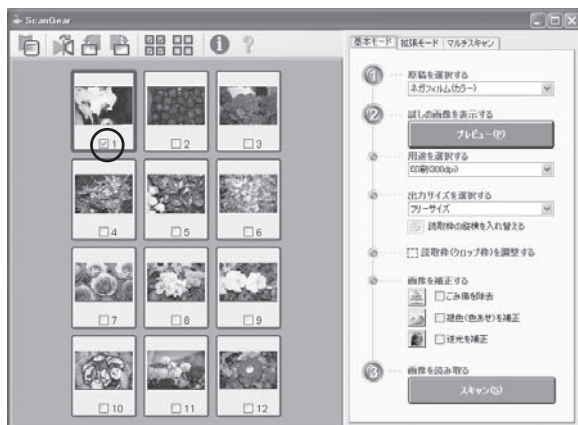 ScanGear
基本モード 拡張モード マルチスキャン
1 原稿を選択する
ネガフィルム(カラー)
2 試しの画像を表示する
プレビュー(P)
用途を選択する
印刷(300dpi)
出力サイズを選択する
フリーサイズ
読取枠の縦横を入れ替える
読取枠(クロップ枠)を調整する
画像を補正する
ごみ傷を除去
褪色(色あせ)を補正
逆光を補正
3 画像を読み取る
スキャン(S)
1 2 3
4 5 6
7 8 9
10 11 12